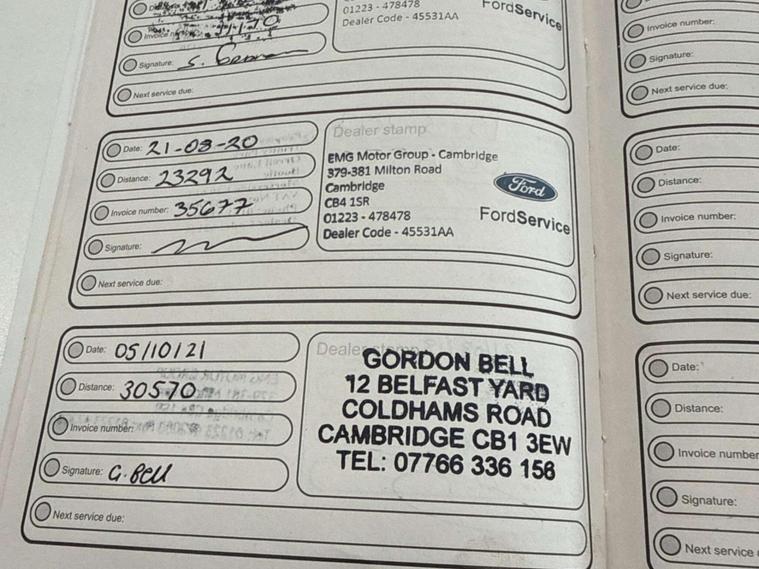 01223 - 478478
Dealer Code - 45531AA
FordService
Signature: S.
Next service due:
Date: 21-03-20
Distance: 23292
Invoice number: 35677
Signature:
Next service due:
Dealer stamp
EMG Motor Group - Cambridge
379-381 Milton Road
Cambridge
CB4 1SR
01223 - 478478
Dealer Code - 45531AA
Ford
FordService
Date: 05/10/21
Distance: 30570
Invoice number:
Signature: G. Bell
Next service due:
Dealer stamp
GORDON BELL
12 BELFAST YARD
COLDHAMS ROAD
CAMBRIDGE CB1 3EW
TEL: 07766 336 156
Invoice number:
Signature:
Next service due:
Date:
Distance:
Invoice number:
Signature:
Next service due:
Date:
Distance:
Invoice number
Signature:
Next service